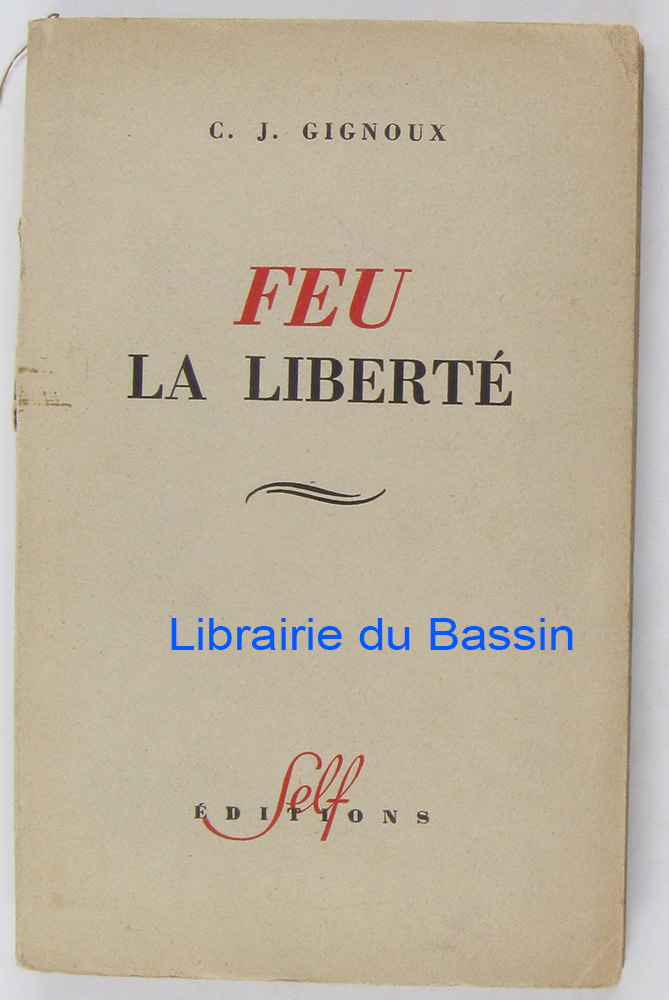 C. J. GIGNOUX
FEU
LA LIBERTÉ
Librairie du Bassin
Self
ÉDITIONS